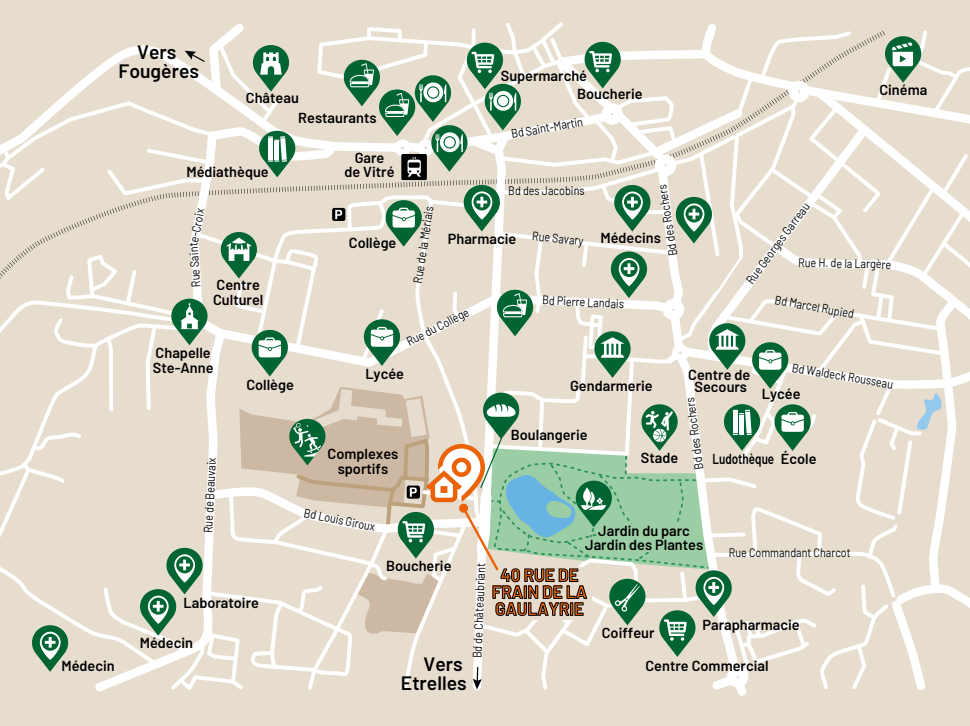 Vers
Fougères
Château
Restaurants
Supermarché
Boucherie
Cinéma
Bd Saint-Martin
Médiathèque
Gare
de Vitré
Bd des Jacobins
P
Collège
Rue de la Mériais
Pharmacie
Rue Savary
Médecins
Bd des Rochers
Rue Georges Garreau
Rue H. de la Largère
Rue Sainte-Croix
Centre
Culturel
Bd Pierre Landais
Bd Marcel Rupied
Rue du Collège
Chapelle
Ste-Anne
Collège
Lycée
Gendarmerie
Centre de
Secours
Lycée
Bd Waldeck Rousseau
Boulangerie
Complexes
sportifs
Stade
Bd des Rochers
Ludothèque
École
Rue de Beauvaix
P
Bd Louis Giroux
Jardin du parc
Jardin des Plantes
Rue Commandant Charcot
Boucherie
40 RUE DE
FRAIN DE LA
GAULAYRIE
Bd de Châteaubriant
Laboratoire
Médecin
Médecin
Coiffeur
Parapharmacie
Centre Commercial
Vers
Etrelles